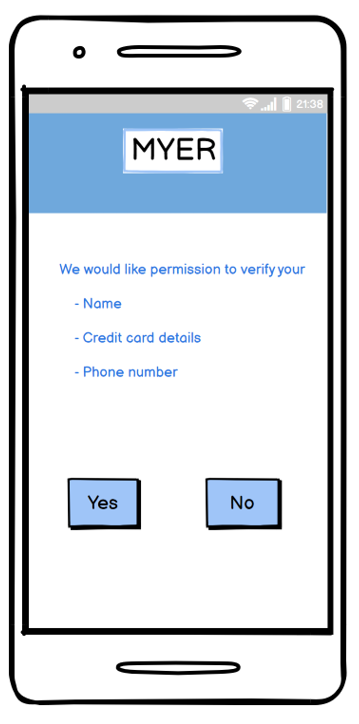 21:38
MYER
We would like permission to verify your
- Name
- Credit card details
- Phone number
Yes No